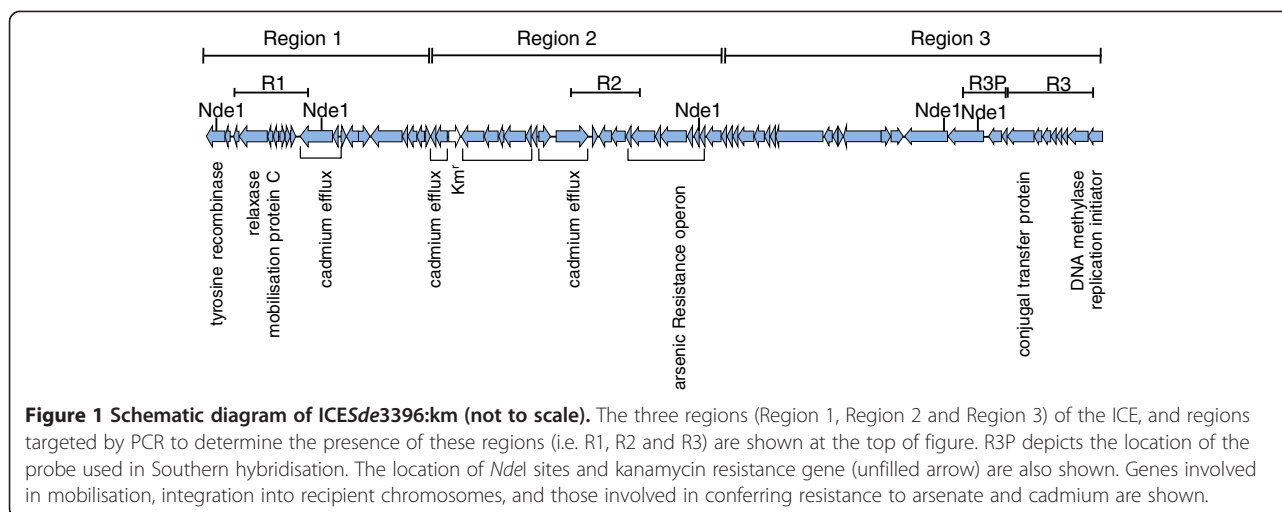 Region 1 Region 2 Region 3
R1 R2 R3P R3
Nde1 Nde1 Nde1 Nde1 Nde1
tyrosine recombinase
relaxase
mobilisation protein C
cadmium efflux
cadmium efflux
Kmʳ
cadmium efflux
arsenic Resistance operon
conjugal transfer protein
DNA methylase
replication initiator
Figure 1 Schematic diagram of ICESde3396:km (not to scale). The three regions (Region 1, Region 2 and Region 3) of the ICE, and regions
targeted by PCR to determine the presence of these regions (i.e. R1, R2 and R3) are shown at the top of figure. R3P depicts the location of the
probe used in Southern hybridisation. The location of NdeI sites and kanamycin resistance gene (unfilled arrow) are also shown. Genes involved
in mobilisation, integration into recipient chromosomes, and those involved in conferring resistance to arsenate and cadmium are shown.